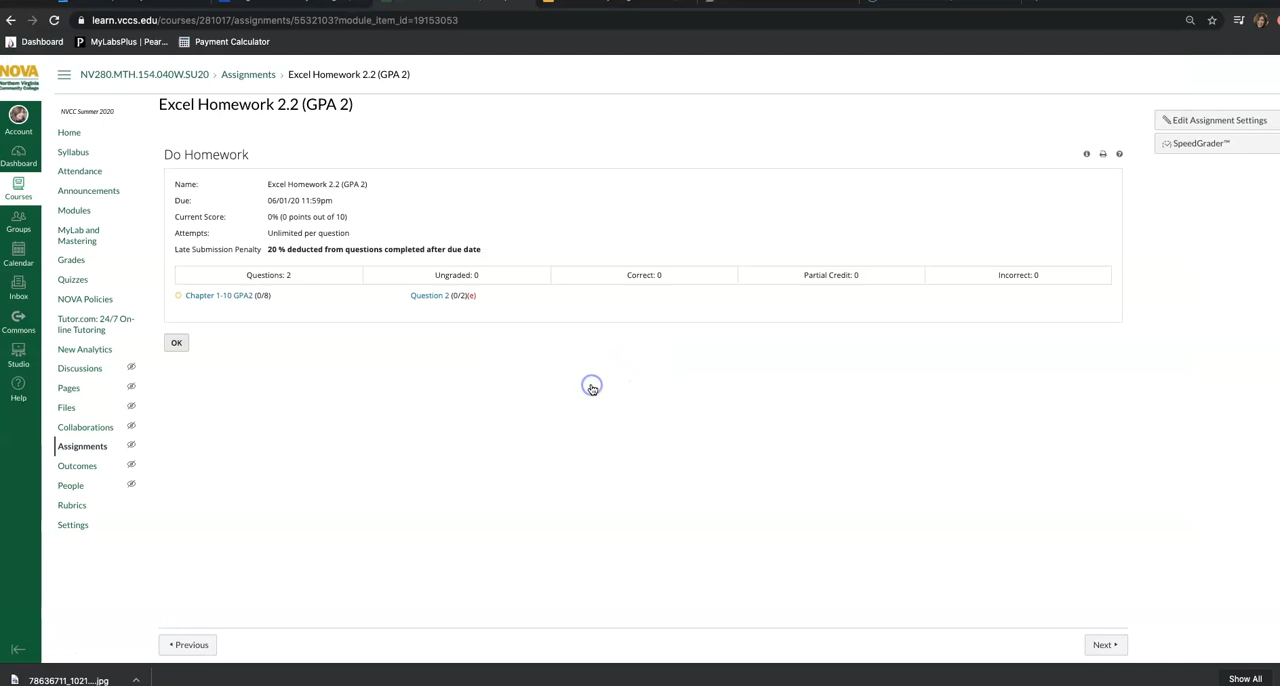 learn.vccs.edu/courses/281017/assignments/5532103?module_item_id=19153053
Dashboard
MyLabsPlus | Pear...
Payment Calculator
NOVA
Northern Virginia
Community College
NV280.MTH.154.040W.SU20 > Assignments > Excel Homework 2.2 (GPA 2)
NVCC Summer 2020
Excel Homework 2.2 (GPA 2)
Edit Assignment Settings
SpeedGrader™
Account
Dashboard
Courses
Groups
Calendar
Inbox
Commons
Studio
Help
Home
Syllabus
Attendance
Announcements
Modules
MyLab and
Mastering
Grades
Quizzes
NOVA Policies
Tutor.com: 24/7 On-
line Tutoring
New Analytics
Discussions
Pages
Files
Collaborations
Assignments
Outcomes
People
Rubrics
Settings
Do Homework
Name: Excel Homework 2.2 (GPA 2)
Due: 06/01/20 11:59pm
Current Score: 0% (0 points out of 10)
Attempts: Unlimited per question
Late Submission Penalty 20 % deducted from questions completed after due date
Questions: 2 Ungraded: 0 Correct: 0 Partial Credit: 0 Incorrect: 0
Chapter 1-10 GPA2 (0/8) Question 2 (0/2)(e)
OK
Previous
Next
78636711_1021....jpg
Show All